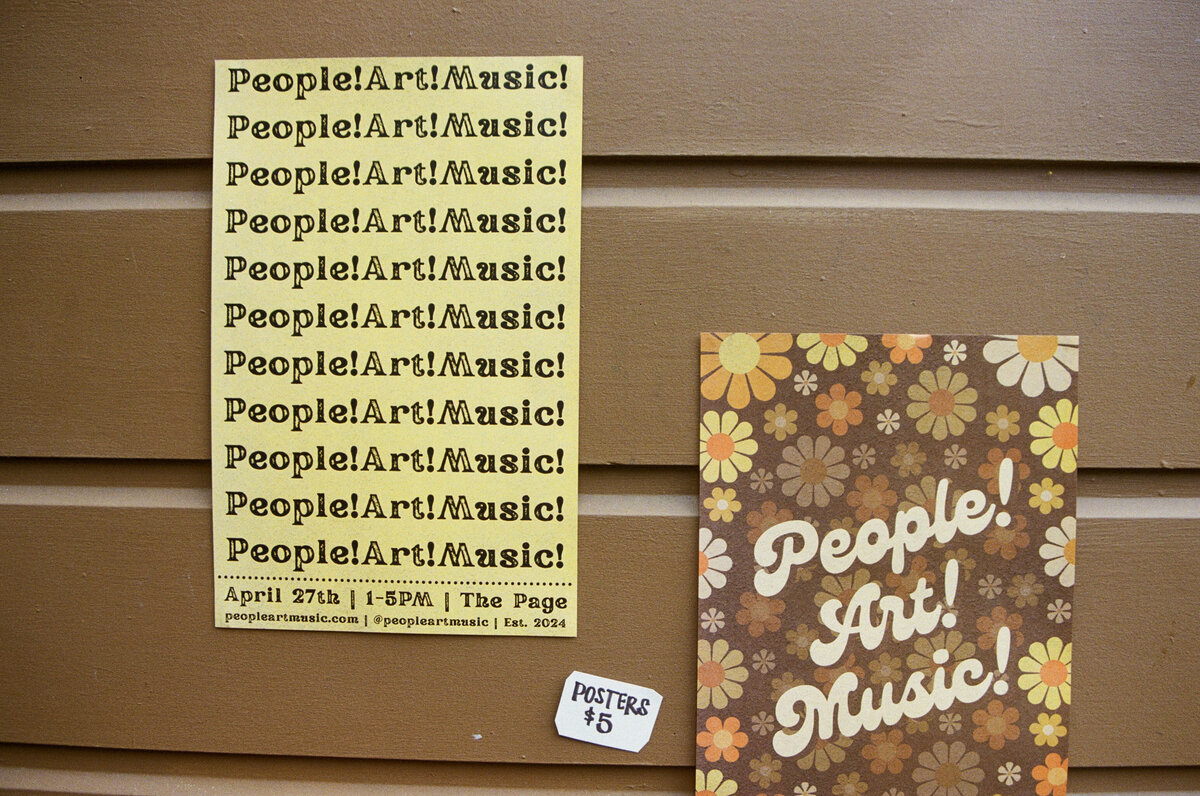 People!Art!Music!
People!Art!Music!
People!Art!Music!
People!Art!Music!
People!Art!Music!
People!Art!Music!
People!Art!Music!
People!Art!Music!
People!Art!Music!
People!Art!Music!
People!Art!Music!
April 27th | 1-5PM | The Page
peopleartmusic.com | @peopleartmusic | Est. 2024
POSTERS
$5
People!
Art!
Music!